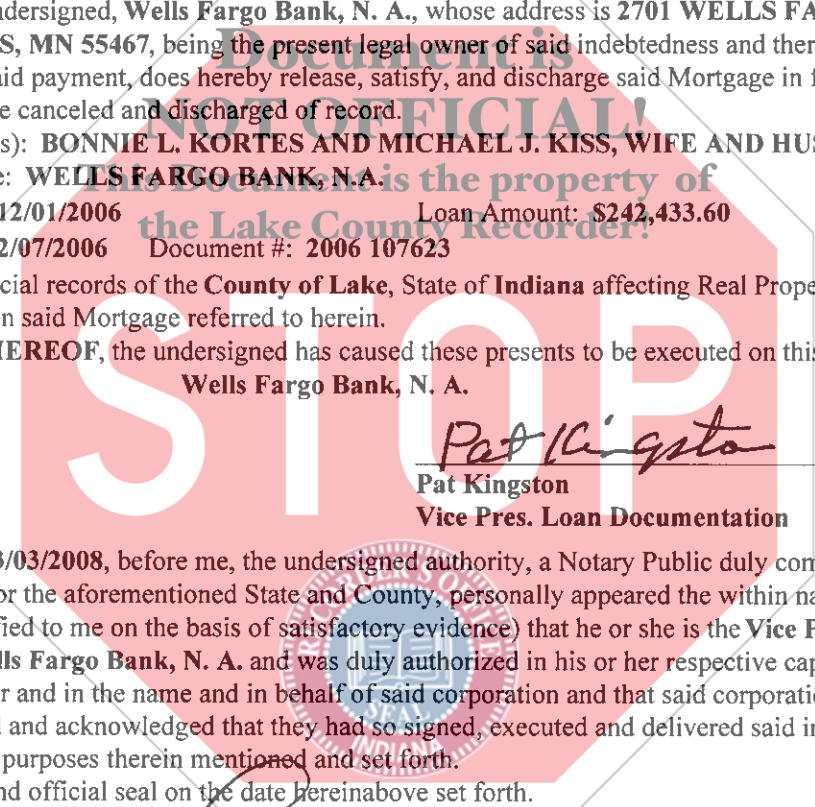 ndersigned, Wells Fargo Bank, N. A., whose address is 2701 WELLS FA
S, MN 55467, being the present legal owner of said indebtedness and ther
aid payment, does hereby release, satisfy, and discharge said Mortgage in f
e canceled and discharged of record.
s): BONNIE L. KORTES AND MICHAEL J. KISS, WIFE AND HUS
e: WELLS FARGO BANK, N.A.
12/01/2006 Loan Amount: $242,433.60
2/07/2006 Document #: 2006 107623
cial records of the County of Lake, State of Indiana affecting Real Prope
n said Mortgage referred to herein.
HEREOF, the undersigned has caused these presents to be executed on this
Wells Fargo Bank, N. A.
Pat Kingston
Pat Kingston
Vice Pres. Loan Documentation
3/03/2008, before me, the undersigned authority, a Notary Public duly com
or the aforementioned State and County, personally appeared the within na
fied to me on the basis of satisfactory evidence) that he or she is the Vice P
lls Fargo Bank, N. A. and was duly authorized in his or her respective cap
r and in the name and in behalf of said corporation and that said corporati
d and acknowledged that they had so signed, executed and delivered said in
purposes therein mentioned and set forth.
nd official seal on the date hereinabove set forth.
Document is
NOT OFFICIAL!
This Document is the property of
the Lake County Recorder!
STOP
RECORDER'S OFFICE
SEAL
INDIANA